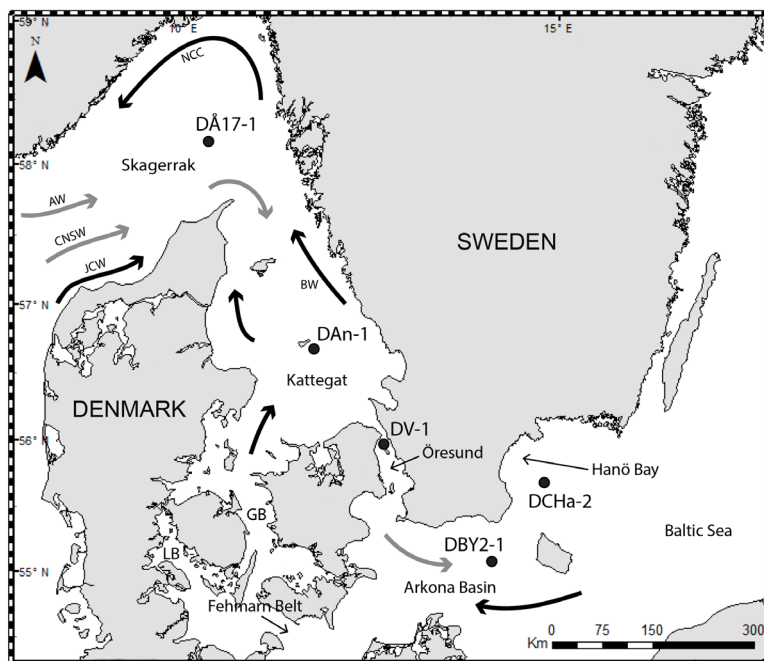 59° N
10° E
15° E
N
NCC
DÅ17-1
58° N
Skagerrak
AW
CNSW
JCW
SWEDEN
57° N
BW
DAn-1
Kattegat
DENMARK
56° N
DV-1
Öresund
Hanö Bay
DCHa-2
GB
Baltic Sea
LB
DBY2-1
55° N
Arkona Basin
Fehmarn Belt
Km 0 75 150 300